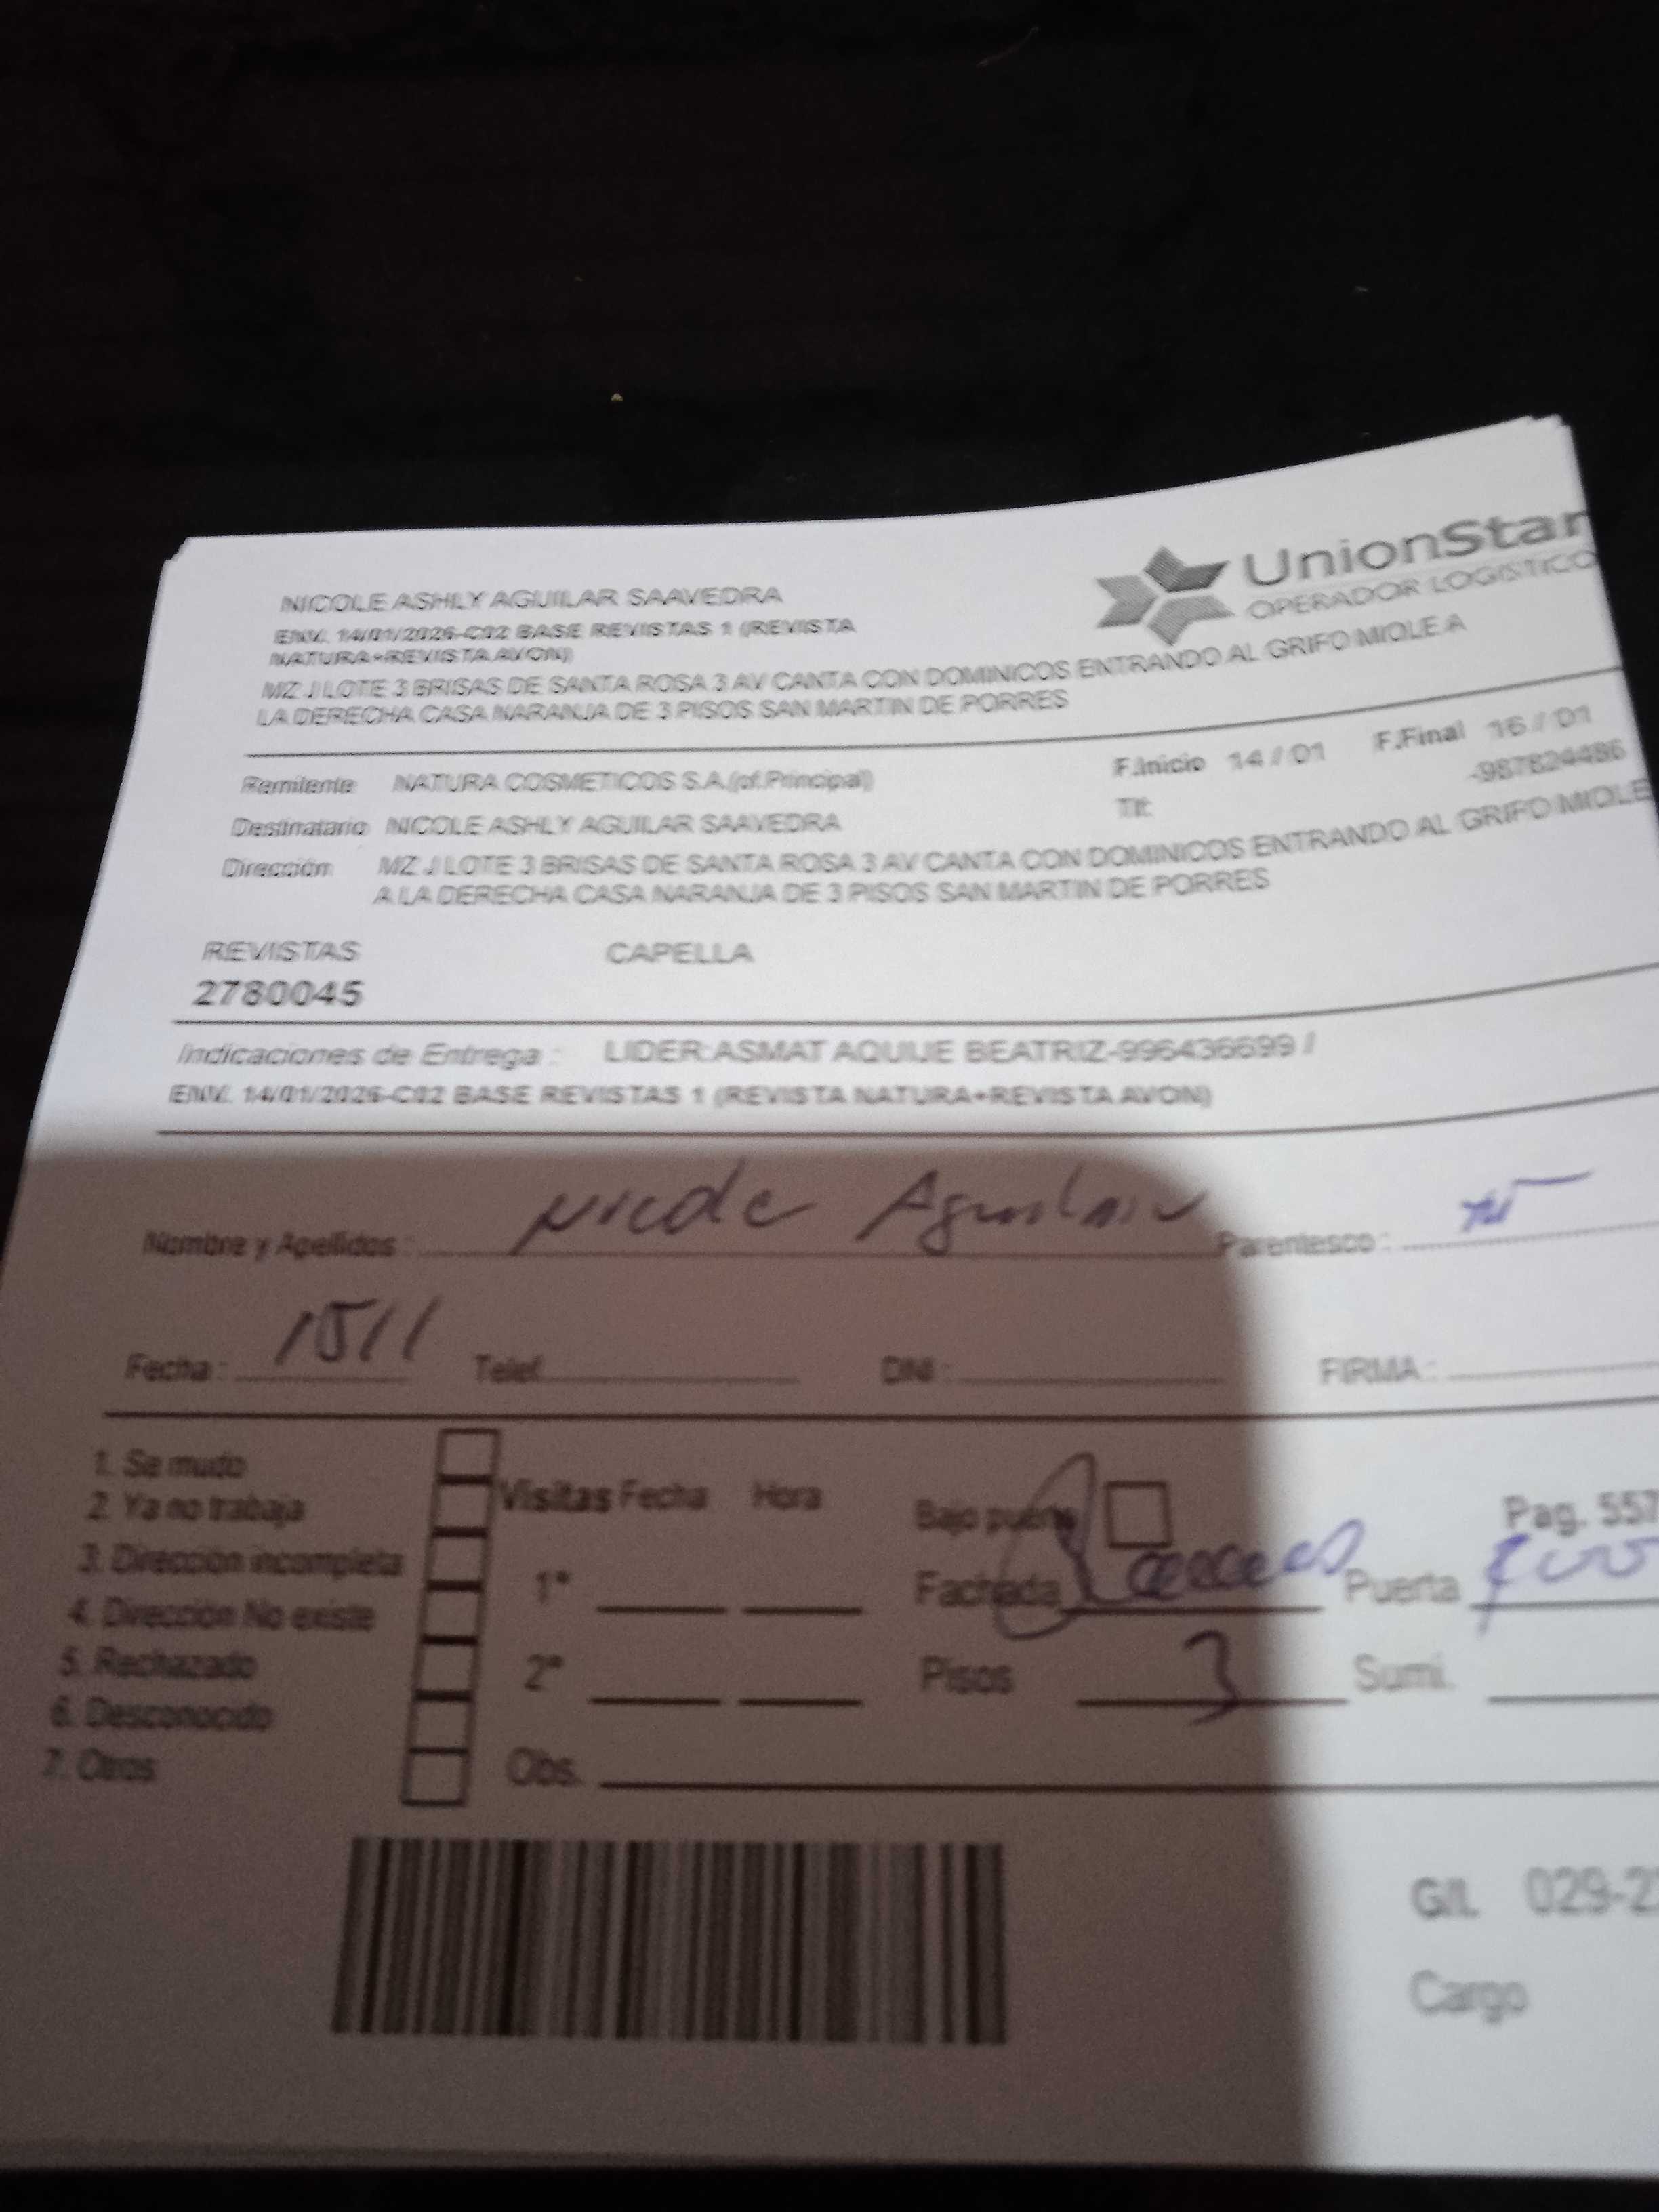 UnionStar
OPERADOR LOGISTICO
NICOLE ASHLY AGUILAR SAAVEDRA
ENV. 14/01/2026-C02 BASE REVISTAS 1 (REVISTA
NATURA+REVISTA AVON)
MZ J LOTE 3 BRISAS DE SANTA ROSA 3 AV CANTA CON DOMINICOS ENTRANDO AL GRIFO MIOLE A
LA DERECHA CASA NARANJA DE 3 PISOS SAN MARTIN DE PORRES
Remitente NATURA COSMETICOS S.A.(of.Principal) F.Inicio 14 / 01 F.Final 16 / 01
Destinatario NICOLE ASHLY AGUILAR SAAVEDRA Tlf: -987824486
Dirección MZ J LOTE 3 BRISAS DE SANTA ROSA 3 AV CANTA CON DOMINICOS ENTRANDO AL GRIFO MIOLE
A LA DERECHA CASA NARANJA DE 3 PISOS SAN MARTIN DE PORRES
REVISTAS CAPELLA
2780045
Indicaciones de Entrega : LIDER:ASMAT AQUIJE BEATRIZ-996436699 /
ENV. 14/01/2026-C02 BASE REVISTAS 1 (REVISTA NATURA+REVISTA AVON)
Nombre y Apellidos : Nicole Aguilar Parentesco :
Fecha : 15/1 Telef. DNI : FIRMA :
1. Se mudo
2. Ya no trabaja Visitas Fecha Hora Bajo puerta Pag. 557
3. Dirección incompleta 1° Fachada Puerta
4. Dirección No existe
5. Rechazado 2° Pisos 3 Sumi.
6. Desconocido
7. Otros Obs.
G/I. 029-2
Cargo